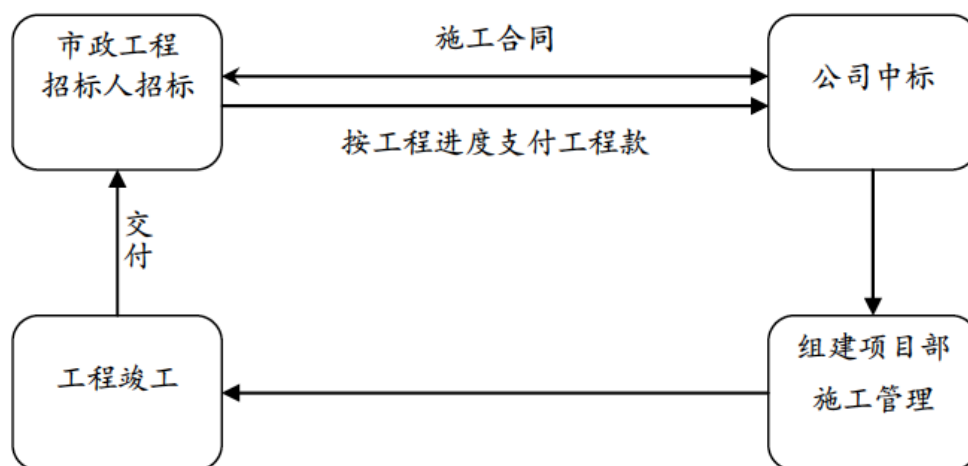 市政工程
招标人招标
施工合同
公司中标
按工程进度支付工程款
交
付
工程竣工
组建项目部
施工管理